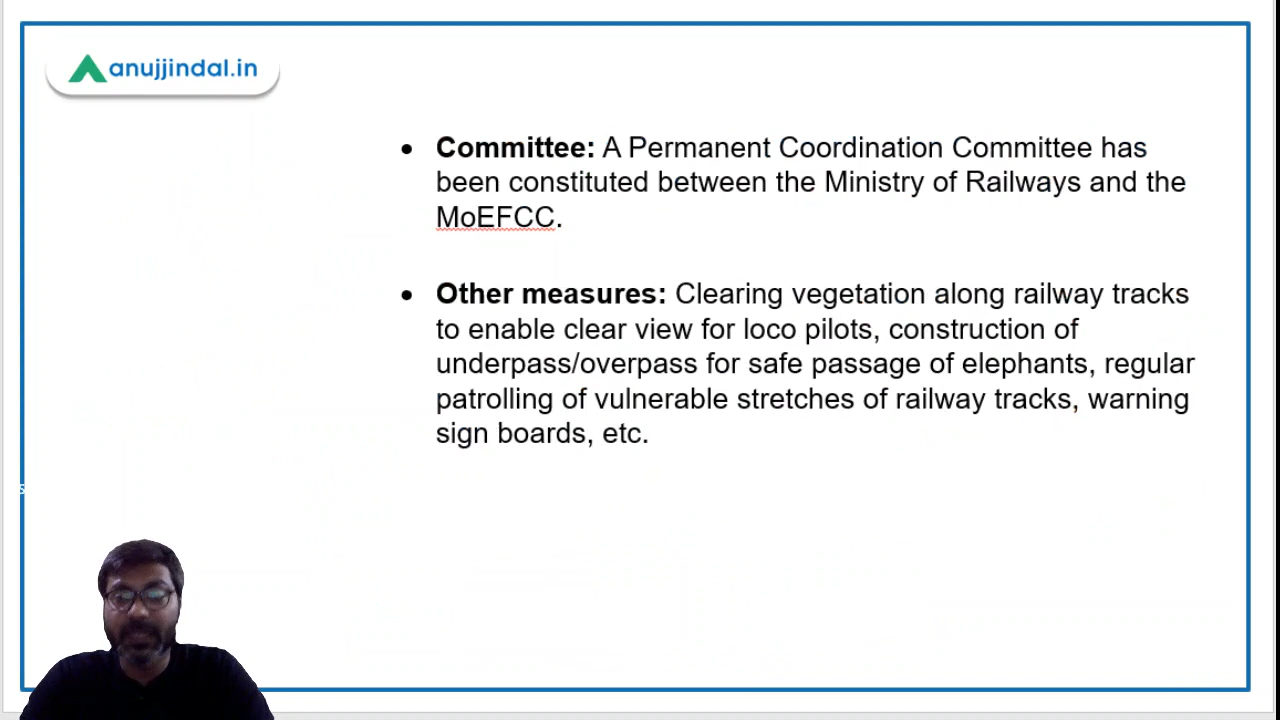 anujjindal.in
• Committee: A Permanent Coordination Committee has
been constituted between the Ministry of Railways and the
MoEFCC.
• Other measures: Clearing vegetation along railway tracks
to enable clear view for loco pilots, construction of
underpass/overpass for safe passage of elephants, regular
patrolling of vulnerable stretches of railway tracks, warning
sign boards, etc.